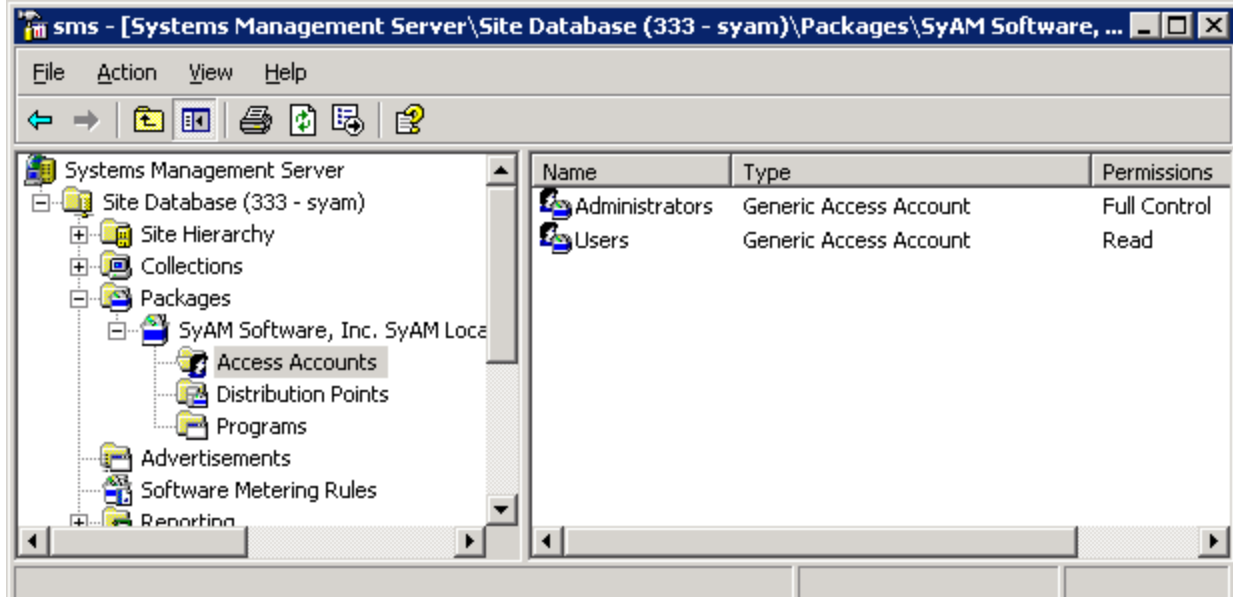 sms - [Systems Management Server\Site Database (333 - syam)\Packages\SyAM Software, ...
File Action View Help
Systems Management Server
Site Database (333 - syam)
Site Hierarchy
Collections
Packages
SyAM Software, Inc. SyAM Loca
Access Accounts
Distribution Points
Programs
Advertisements
Software Metering Rules
Reporting
Name Type Permissions
Administrators Generic Access Account Full Control
Users Generic Access Account Read